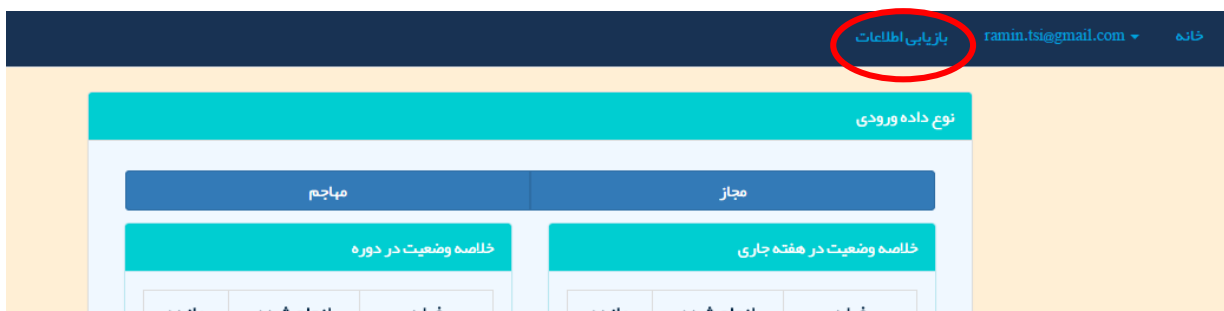 خانه ramin.tsi@gmail.com بازیابی اطلاعات
نوع داده ورودی
مجاز مهاجم
خلاصه وضعیت در هفته جاری خلاصه وضعیت در دوره